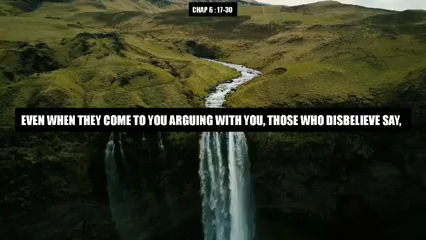 CHAP 6 : 17-30
EVEN WHEN THEY COME TO YOU ARGUING WITH YOU, THOSE WHO DISBELIEVE SAY,